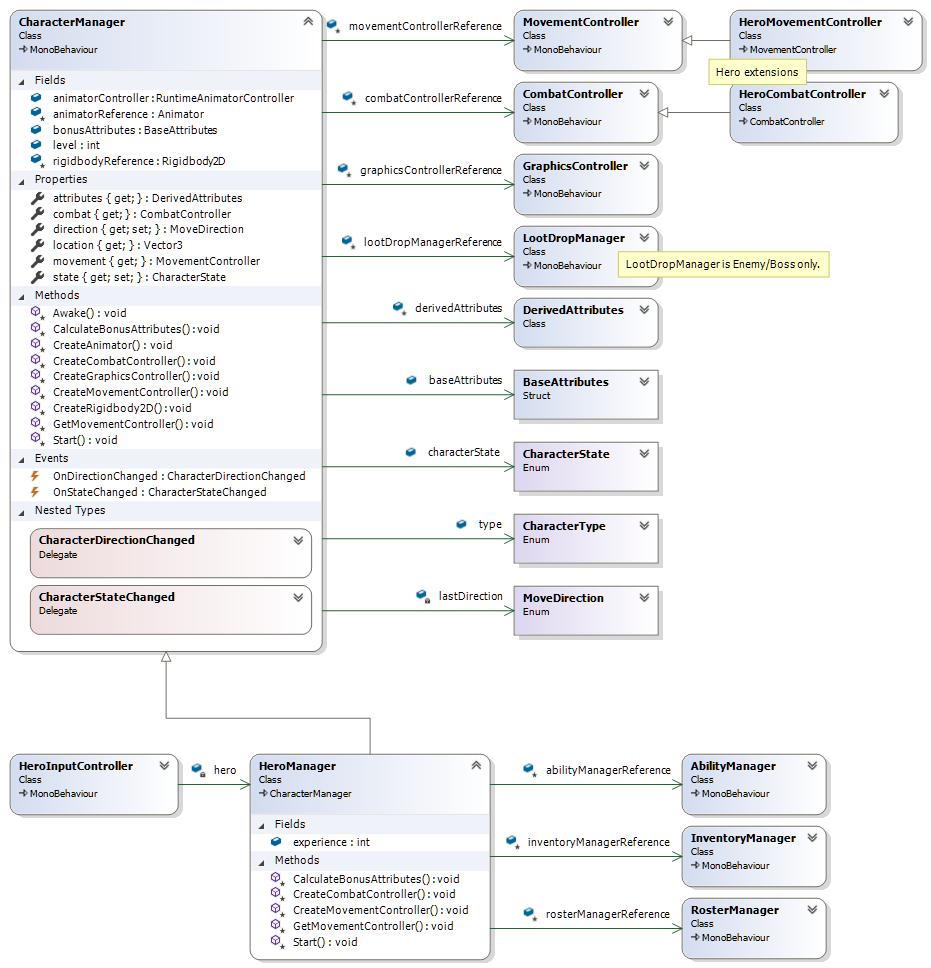 CharacterManager
Class
MonoBehaviour
Fields
animatorController : RuntimeAnimatorController
animatorReference : Animator
bonusAttributes : BaseAttributes
level : int
rigidbodyReference : Rigidbody2D
Properties
attributes { get; } : DerivedAttributes
combat { get; } : CombatController
direction { get; set; } : MoveDirection
location { get; } : Vector3
movement { get; } : MovementController
state { get; set; } : CharacterState
Methods
Awake() : void
CalculateBonusAttributes() : void
CreateAnimator() : void
CreateCombatController() : void
CreateGraphicsController() : void
CreateMovementController() : void
CreateRigidbody2D() : void
GetMovementController() : void
Start() : void
Events
OnDirectionChanged : CharacterDirectionChanged
OnStateChanged : CharacterStateChanged
Nested Types
CharacterDirectionChanged
Delegate
CharacterStateChanged
Delegate
movementControllerReference
MovementController
Class
MonoBehaviour
HeroMovementController
Class
MovementController
Hero extensions
combatControllerReference
CombatController
Class
MonoBehaviour
HeroCombatController
Class
CombatController
graphicsControllerReference
GraphicsController
Class
MonoBehaviour
lootDropManagerReference
LootDropManager
Class
MonoBehaviour
LootDropManager is Enemy/Boss only.
derivedAttributes
DerivedAttributes
Class
baseAttributes
BaseAttributes
Struct
characterState
CharacterState
Enum
type
CharacterType
Enum
lastDirection
MoveDirection
Enum
HeroInputController
Class
MonoBehaviour
hero
HeroManager
Class
CharacterManager
Fields
experience : int
Methods
CalculateBonusAttributes() : void
CreateCombatController() : void
CreateMovementController() : void
GetMovementController() : void
Start() : void
abilityManagerReference
AbilityManager
Class
MonoBehaviour
inventoryManagerReference
InventoryManager
Class
MonoBehaviour
rosterManagerReference
RosterManager
Class
MonoBehaviour